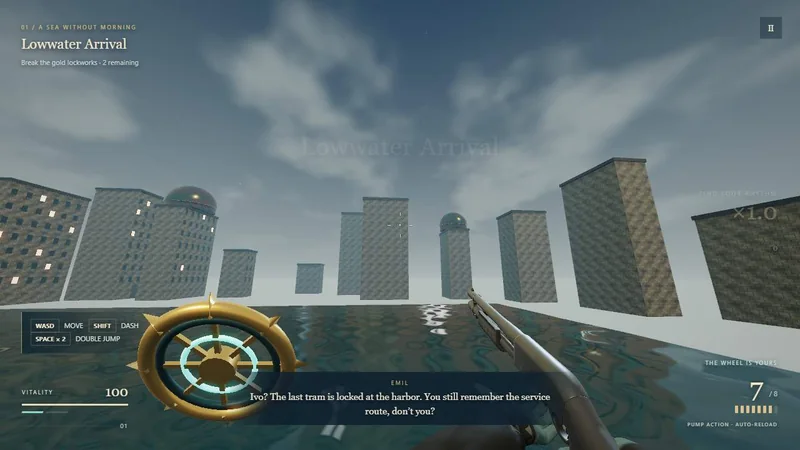 01 / A SEA WITHOUT MORNING
Lowwater Arrival
Break the gold lockworks · 2 remaining
II
Lowwater Arrival
×1.0
WASD MOVE SHIFT DASH
SPACE x 2 DOUBLE JUMP
VITALITY 100
01
EMIL
Ivo? The last tram is locked at the harbor. You still remember the service
route, don't you?
THE WHEEL IS YOURS
7 / 8
PUMP ACTION · AUTO-RELOAD